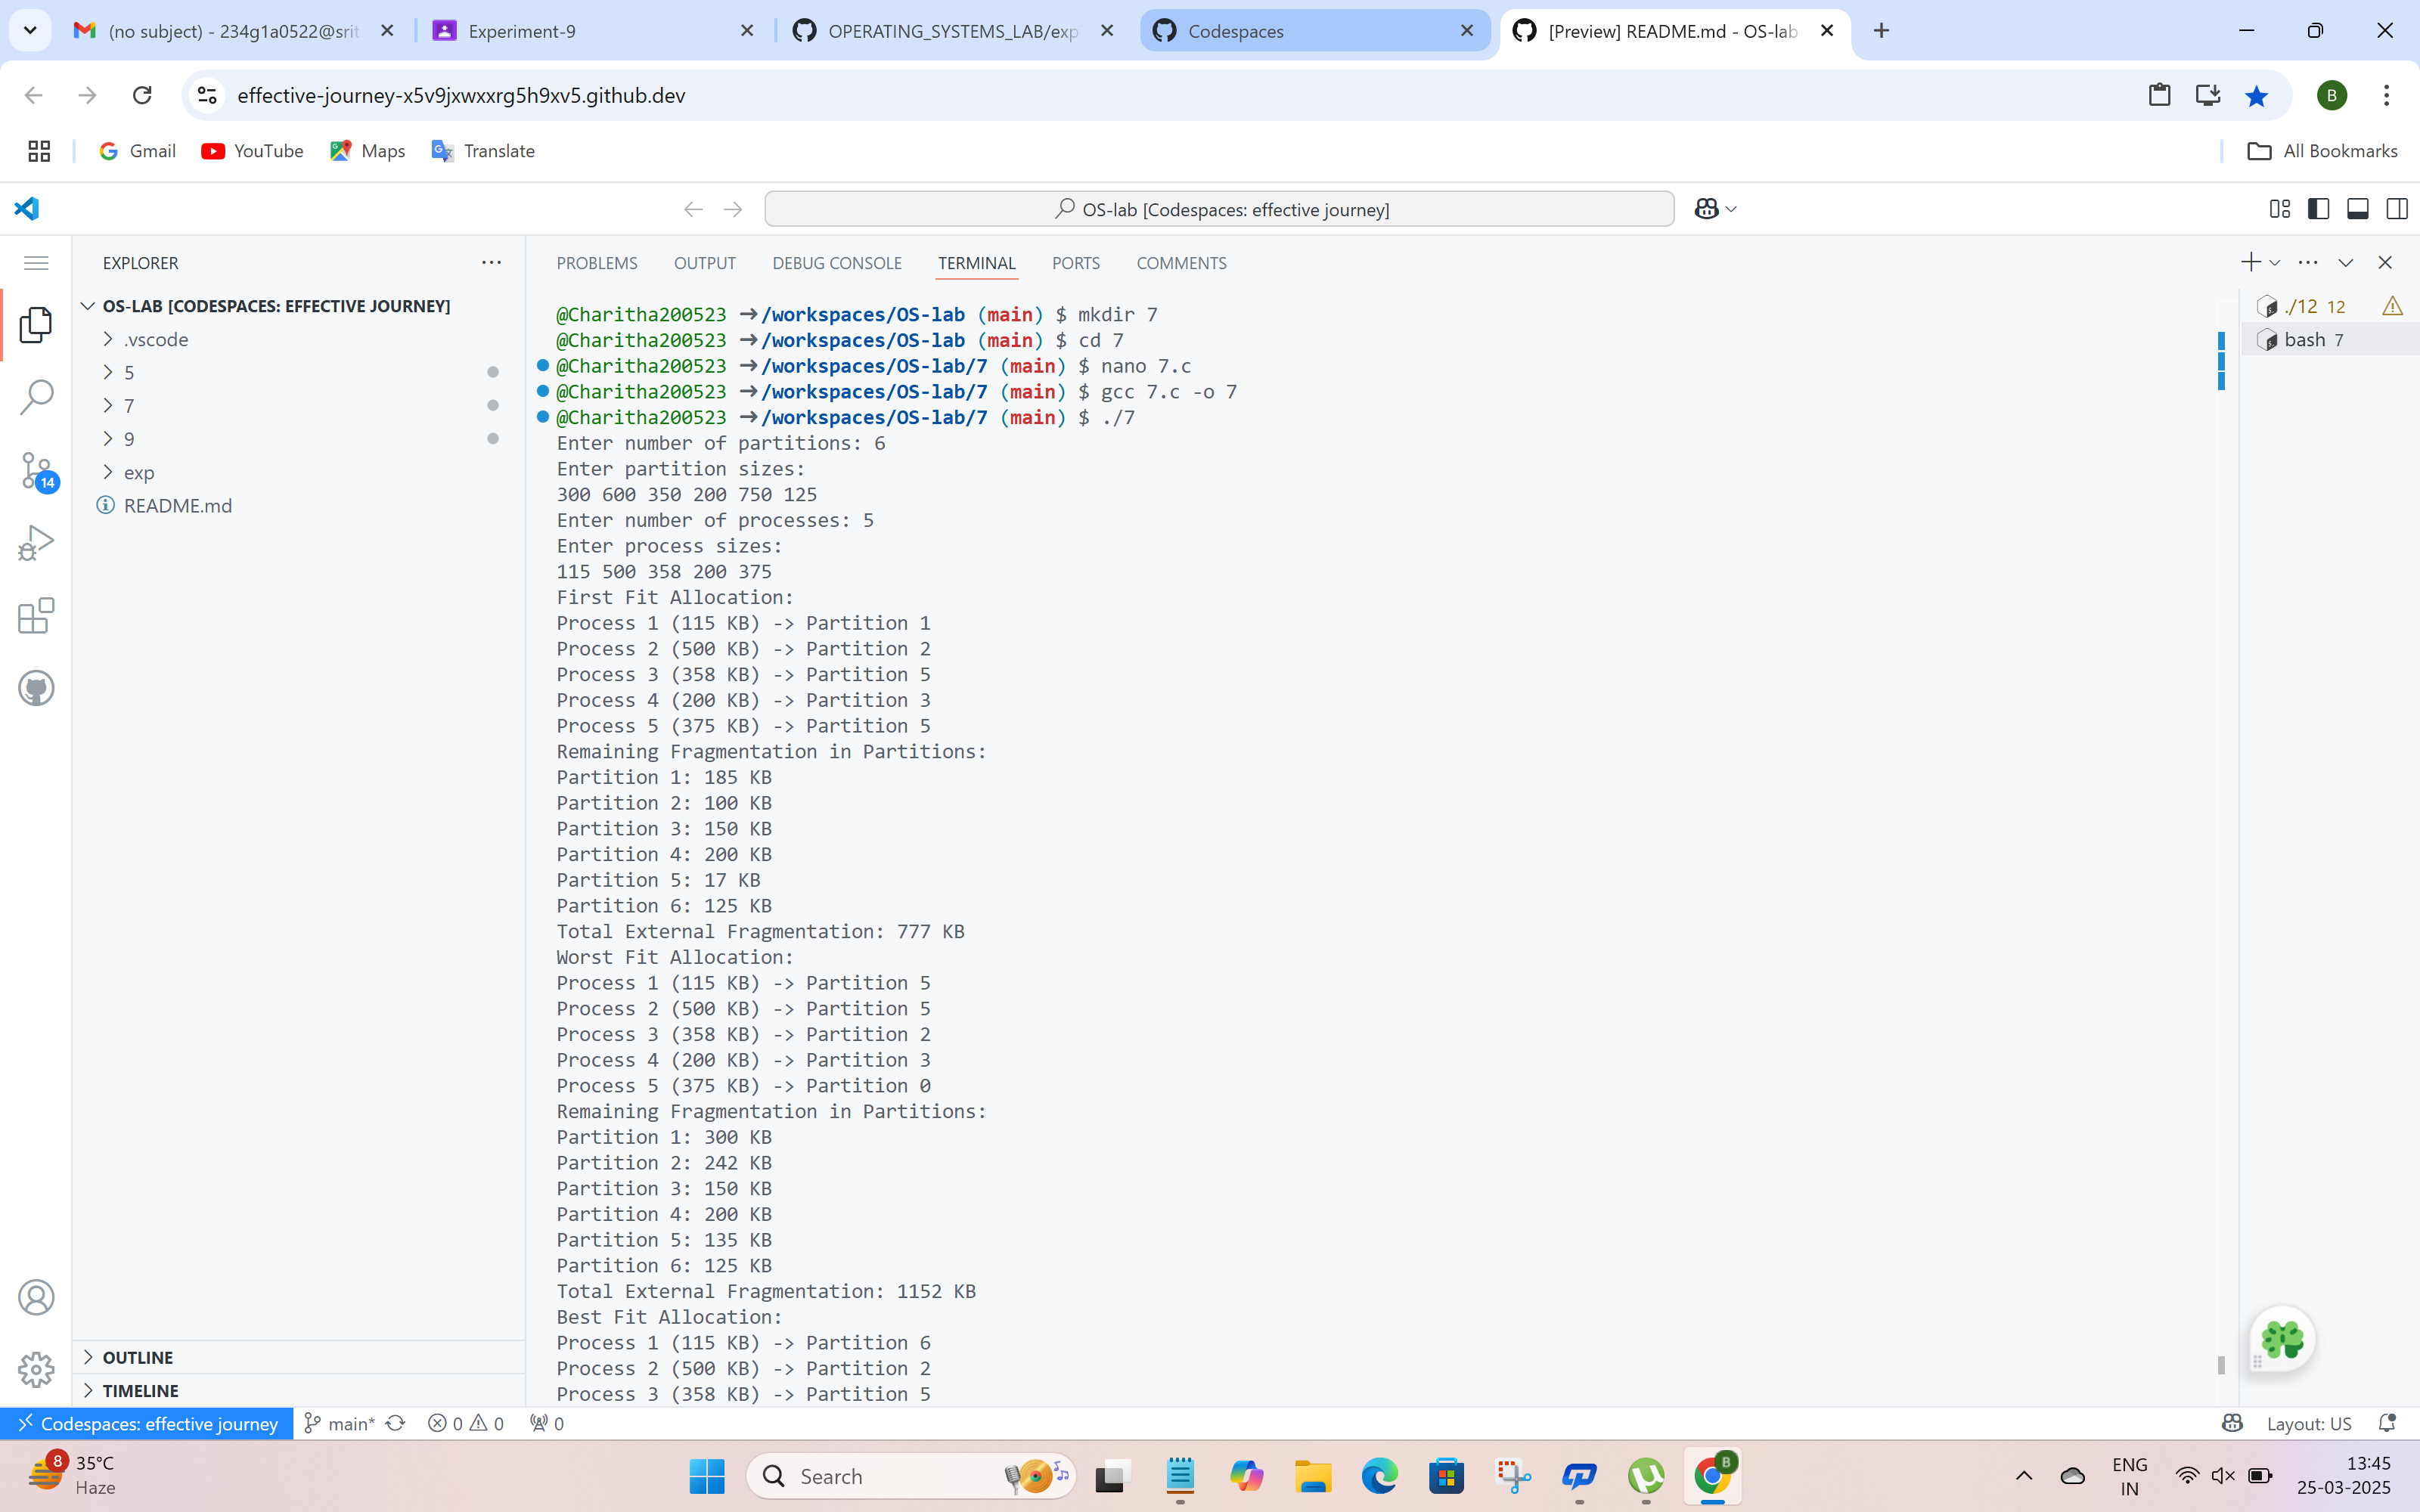 (no subject) - 234g1a0522@srit
Experiment-9
OPERATING_SYSTEMS_LAB/exp
Codespaces
[Preview] README.md - OS-lab
effective-journey-x5v9jxwxxrg5h9xv5.github.dev
B
Gmail
YouTube
Maps
Translate
All Bookmarks
OS-lab [Codespaces: effective journey]
EXPLORER
OS-LAB [CODESPACES: EFFECTIVE JOURNEY]
.vscode
5
7
9
exp
README.md
14
OUTLINE
TIMELINE
PROBLEMS OUTPUT DEBUG CONSOLE TERMINAL PORTS COMMENTS
./12 12
bash 7
@Charitha200523 ➜/workspaces/OS-lab (main) $ mkdir 7
@Charitha200523 ➜/workspaces/OS-lab (main) $ cd 7
@Charitha200523 ➜/workspaces/OS-lab/7 (main) $ nano 7.c
@Charitha200523 ➜/workspaces/OS-lab/7 (main) $ gcc 7.c -o 7
@Charitha200523 ➜/workspaces/OS-lab/7 (main) $ ./7
Enter number of partitions: 6
Enter partition sizes:
300 600 350 200 750 125
Enter number of processes: 5
Enter process sizes:
115 500 358 200 375
First Fit Allocation:
Process 1 (115 KB) -> Partition 1
Process 2 (500 KB) -> Partition 2
Process 3 (358 KB) -> Partition 5
Process 4 (200 KB) -> Partition 3
Process 5 (375 KB) -> Partition 5
Remaining Fragmentation in Partitions:
Partition 1: 185 KB
Partition 2: 100 KB
Partition 3: 150 KB
Partition 4: 200 KB
Partition 5: 17 KB
Partition 6: 125 KB
Total External Fragmentation: 777 KB
Worst Fit Allocation:
Process 1 (115 KB) -> Partition 5
Process 2 (500 KB) -> Partition 5
Process 3 (358 KB) -> Partition 2
Process 4 (200 KB) -> Partition 3
Process 5 (375 KB) -> Partition 0
Remaining Fragmentation in Partitions:
Partition 1: 300 KB
Partition 2: 242 KB
Partition 3: 150 KB
Partition 4: 200 KB
Partition 5: 135 KB
Partition 6: 125 KB
Total External Fragmentation: 1152 KB
Best Fit Allocation:
Process 1 (115 KB) -> Partition 6
Process 2 (500 KB) -> Partition 2
Process 3 (358 KB) -> Partition 5
Codespaces: effective journey
main*
0 0
0
Layout: US
8
35°C
Haze
Search
B
ENG
IN
13:45
25-03-2025